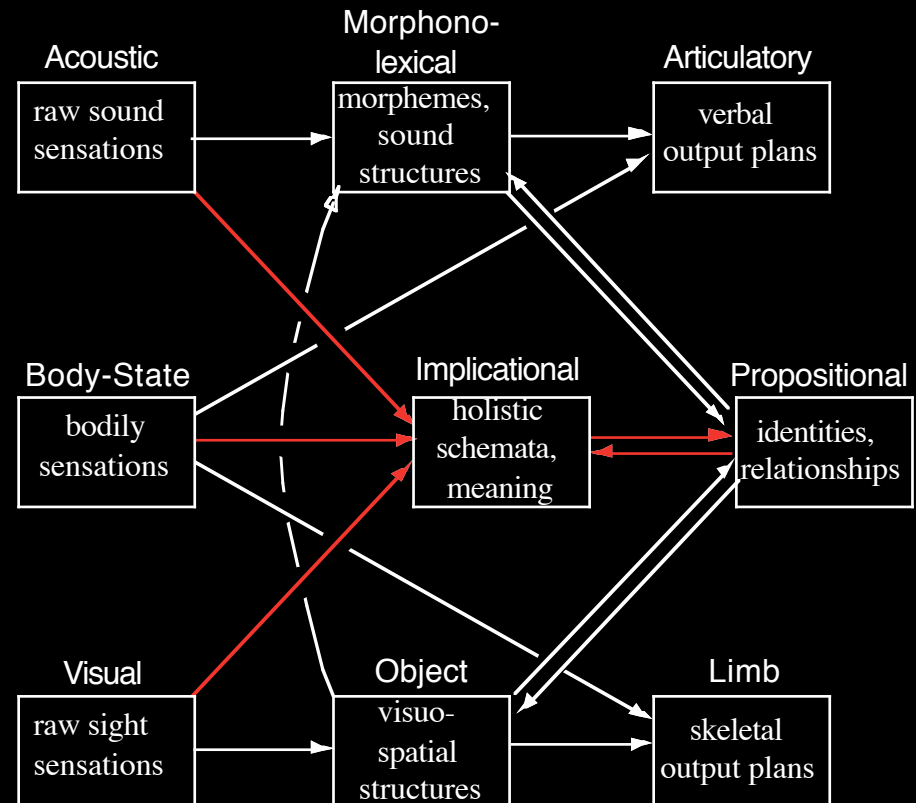 Acoustic
raw sound
sensations
Morphono-
lexical
morphemes,
sound
structures
Articulatory
verbal
output plans
Body-State
bodily
sensations
Implicational
holistic
schemata,
meaning
Propositional
identities,
relationships
Visual
raw sight
sensations
Object
visuo-
spatial
structures
Limb
skeletal
output plans